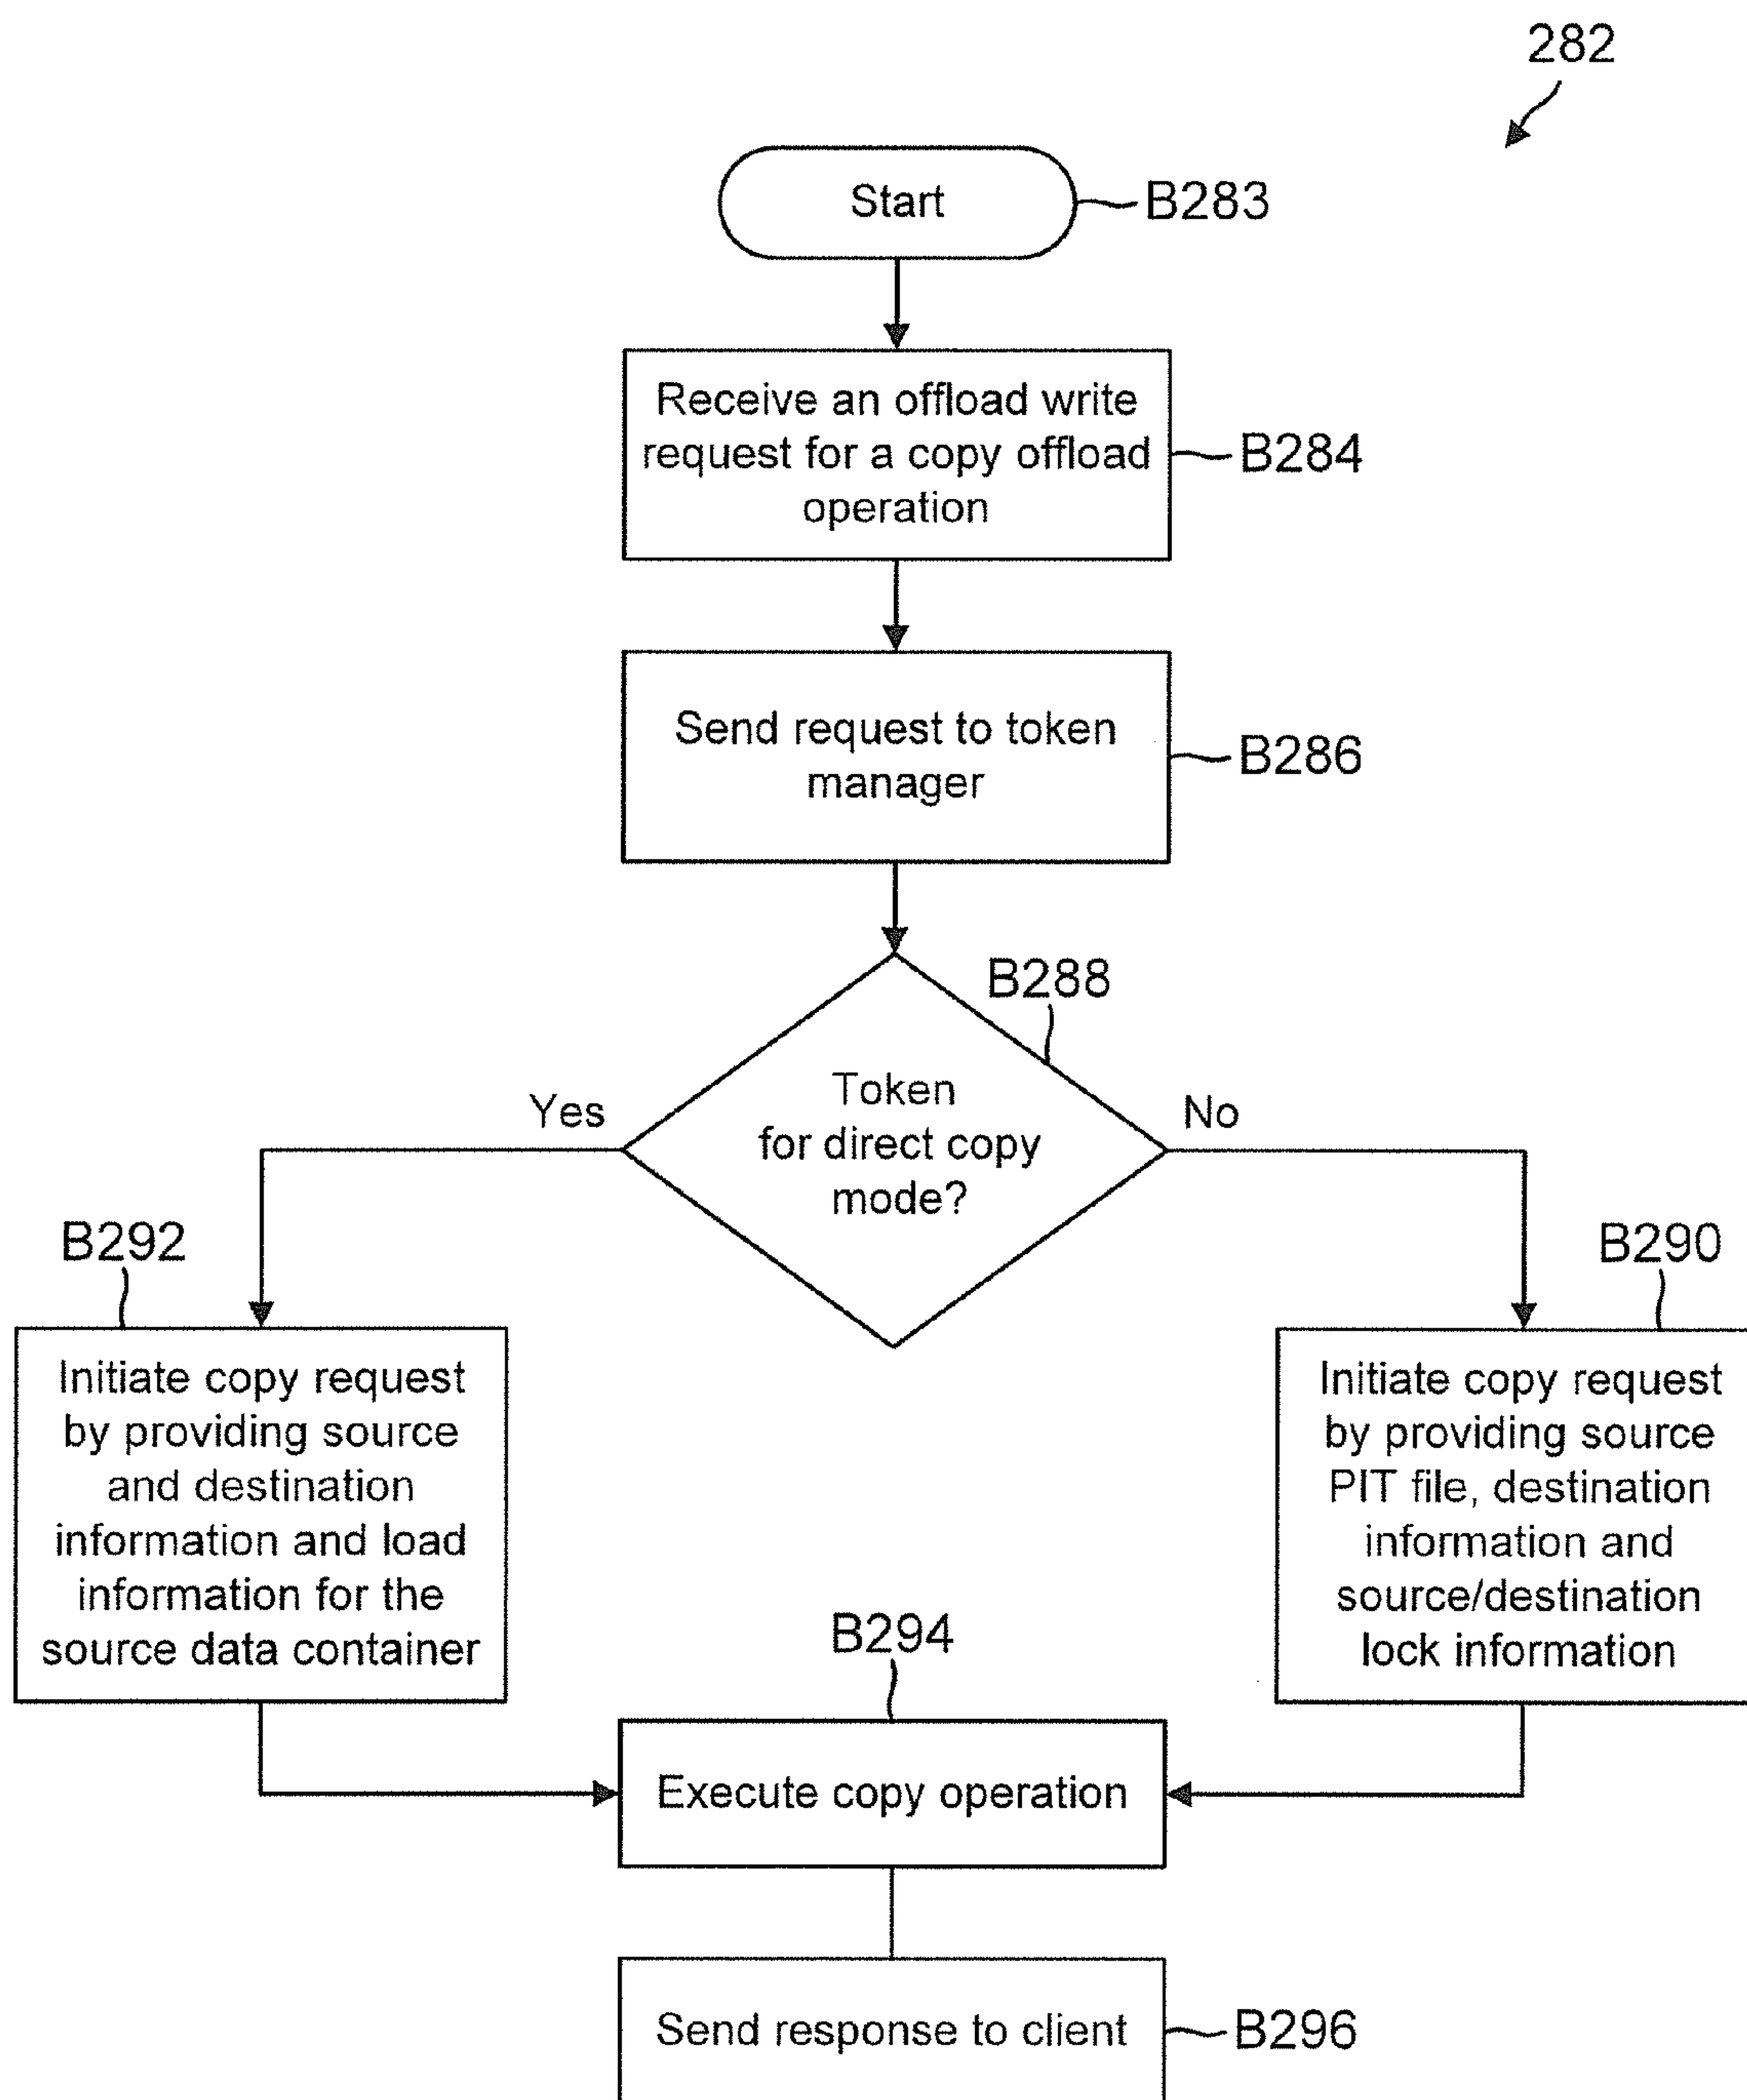 282
Start
B283
Receive an offload write
request for a copy offload
operation
B284
Send request to token
manager
B286
B288
Token
for direct copy
mode?
Yes
No
B292
Initiate copy request
by providing source
and destination
information and load
information for the
source data container
B290
Initiate copy request
by providing source
PIT file, destination
information and
source/destination
lock information
B294
Execute copy operation
Send response to client
B296